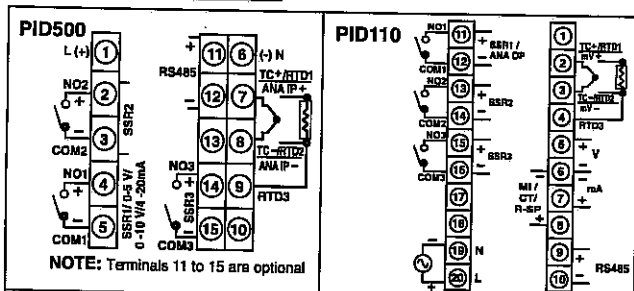 PID500
L (+) 1
NO2 2
3
COM2
SSR2
NO1 4
5
COM1
SSR1/ 0-5 V/
0-10 V/4-20mA
+ 11 6 (-) N
RS485
- 12 7 TC+/RTD1
ANA IP+
13 8 TC-/RTD2
ANA IP-
NO3 14 9 RTD3
SSR3
COM3 15 10
NOTE: Terminals 11 to 15 are optional
PID110
NO1 11 + SSR1/
ANA OP
COM1 12 -
NO2 13 + SSR2
COM2 14 -
NO3 15 + SSR3
COM3 16 -
17
18
- 19 N
+ 20 L
1
TC+/RTD1
2 mV+
3 TC-/RTD2
mV-
4 RTD3
5 + V
- 6 -
MI /
CT/
R-SP
7 mA +
+ 8
9 + RS485
10 -